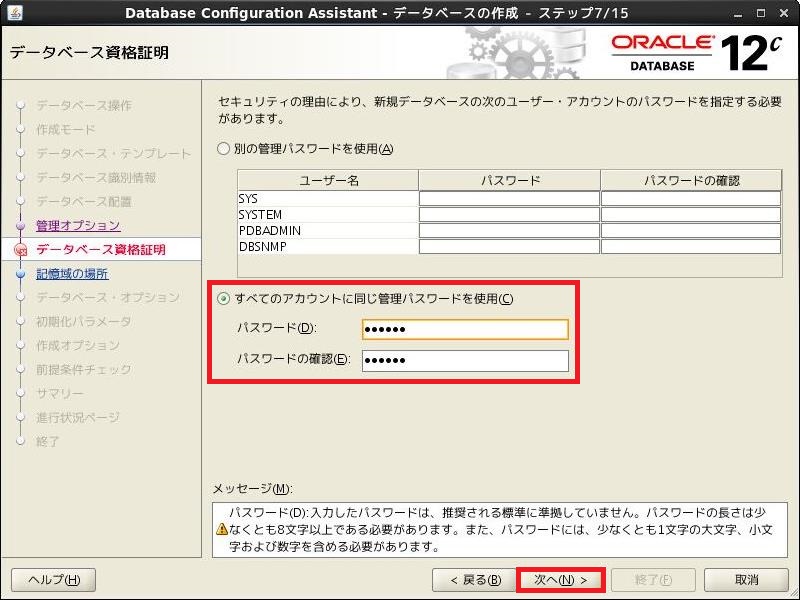 Database Configuration Assistant - データベースの作成 - ステップ7/15
データベース資格証明
ORACLE
DATABASE
12c
データベース操作
作成モード
データベース・テンプレート
データベース識別情報
データベース配置
管理オプション
データベース資格証明
記憶域の場所
データベース・オプション
初期化パラメータ
作成オプション
前提条件チェック
サマリー
進行状況ページ
終了
セキュリティの理由により、新規データベースの次のユーザー・アカウントのパスワードを指定する必要
があります。
別の管理パスワードを使用(A)
ユーザー名 パスワード パスワードの確認
SYS
SYSTEM
PDBADMIN
DBSNMP
すべてのアカウントに同じ管理パスワードを使用(C)
パスワード(D): ●●●●●●
パスワードの確認(E): ●●●●●●
メッセージ(M):
パスワード(D):入力したパスワードは、推奨される標準に準拠していません。パスワードの長さは少
なくとも8文字以上である必要があります。また、パスワードには、少なくとも1文字の大文字、小文
字および数字を含める必要があります。
ヘルプ(H)
< 戻る(B) 次へ(N) > 終了(F) 取消